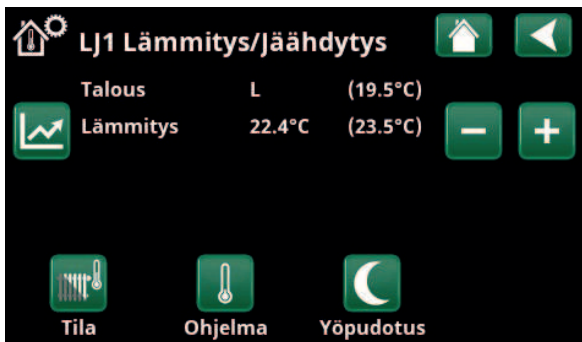 LJ1 Lämmitys/Jäähdytys
Talous L (19.5°C)
Lämmitys 22.4°C (23.5°C)
Tila Ohjelma Yöpudotus